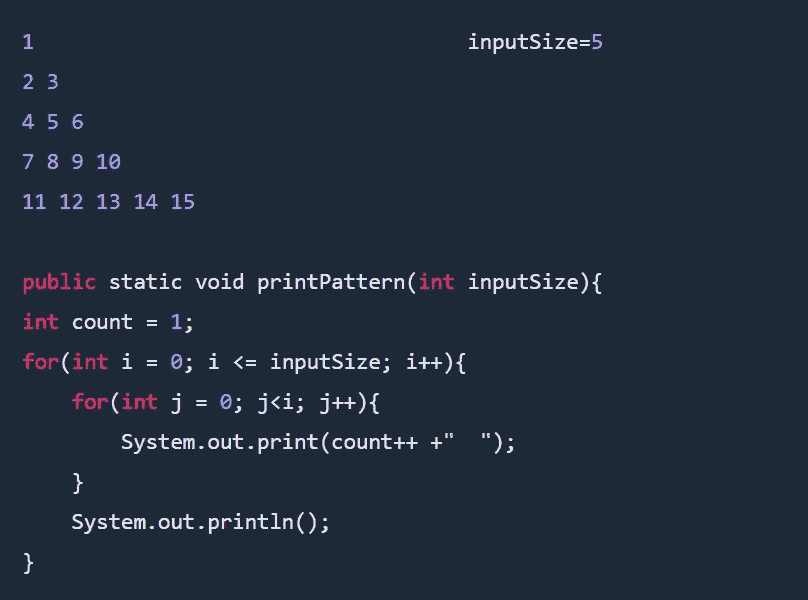 1                                    inputSize=5
2 3
4 5 6
7 8 9 10
11 12 13 14 15

public static void printPattern(int inputSize){
int count = 1;
for(int i = 0; i <= inputSize; i++){
    for(int j = 0; j<i; j++){
        System.out.print(count++ +"  ");
    }
    System.out.println();
}